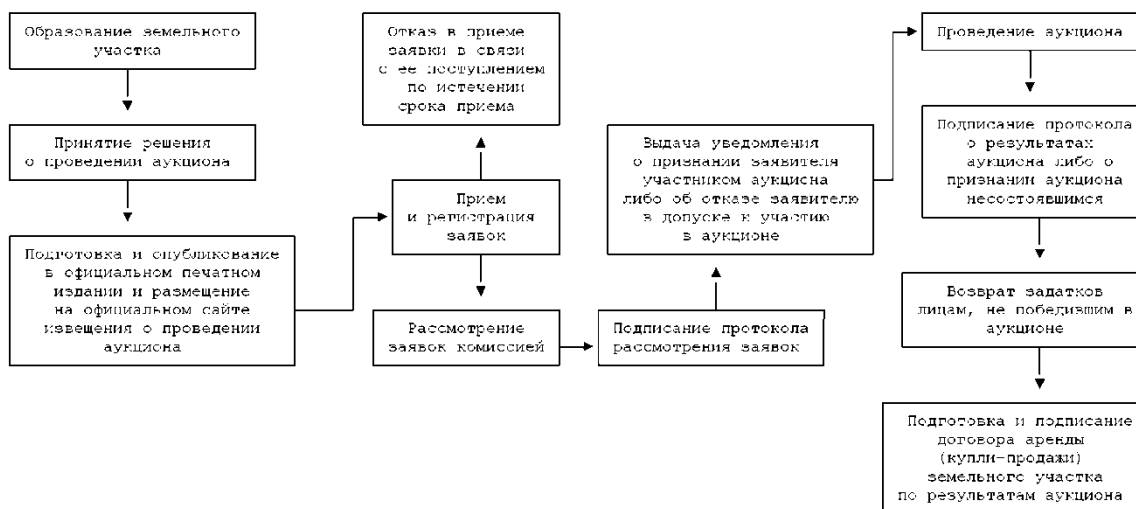 Образование земельного
участка
Принятие решения
о проведении аукциона
Подготовка и опубликование
в официальном печатном
издании и размещение
на официальном сайте
извещения о проведении
аукциона
Отказ в приеме
заявки в связи
с ее поступлением
по истечении
срока приема
Прием
и регистрация
заявок
Рассмотрение
заявок комиссией
Подписание протокола
рассмотрения заявок
Выдача уведомления
о признании заявителя
участником аукциона
либо об отказе заявителю
в допуске к участию
в аукционе
Проведение аукциона
Подписание протокола
о результатах
аукциона либо о
признании аукциона
несостоявшимся
Возврат задатков
лицам, не победившим в
аукционе
Подготовка и подписание
договора аренды
(купли-продажи)
земельного участка
по результатам аукциона